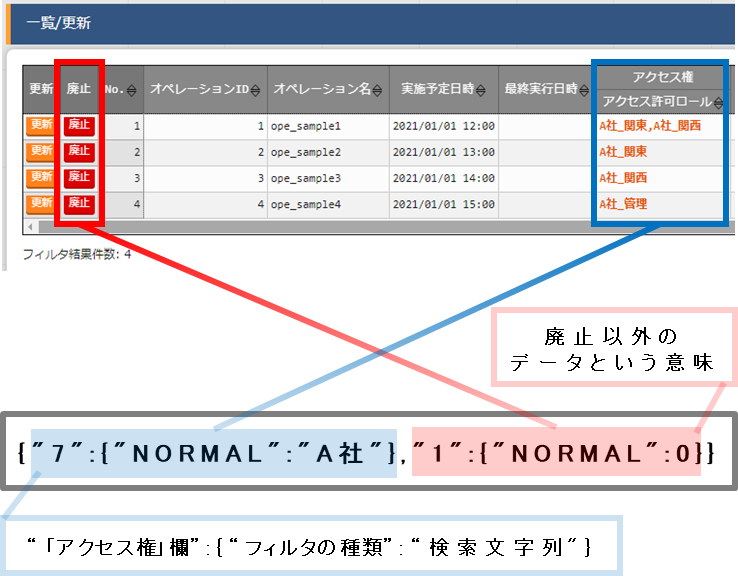 一覧/更新
更新 廃止 No. オペレーションID オペレーション名 実施予定日時 最終実行日時 アクセス権
アクセス許可ロール
更新 廃止 1 1 ope_sample1 2021/01/01 12:00 A社_関東,A社_関西
更新 廃止 2 2 ope_sample2 2021/01/01 13:00 A社_関東
更新 廃止 3 3 ope_sample3 2021/01/01 14:00 A社_関西
更新 廃止 4 4 ope_sample4 2021/01/01 15:00 A社_管理
フィルタ結果件数: 4
廃止以外の
データという意味
{"7":{"NORMAL":"A社"},"1":{"NORMAL":0}}
“「アクセス権」欄”:{“フィルタの種類”:“検索文字列"}